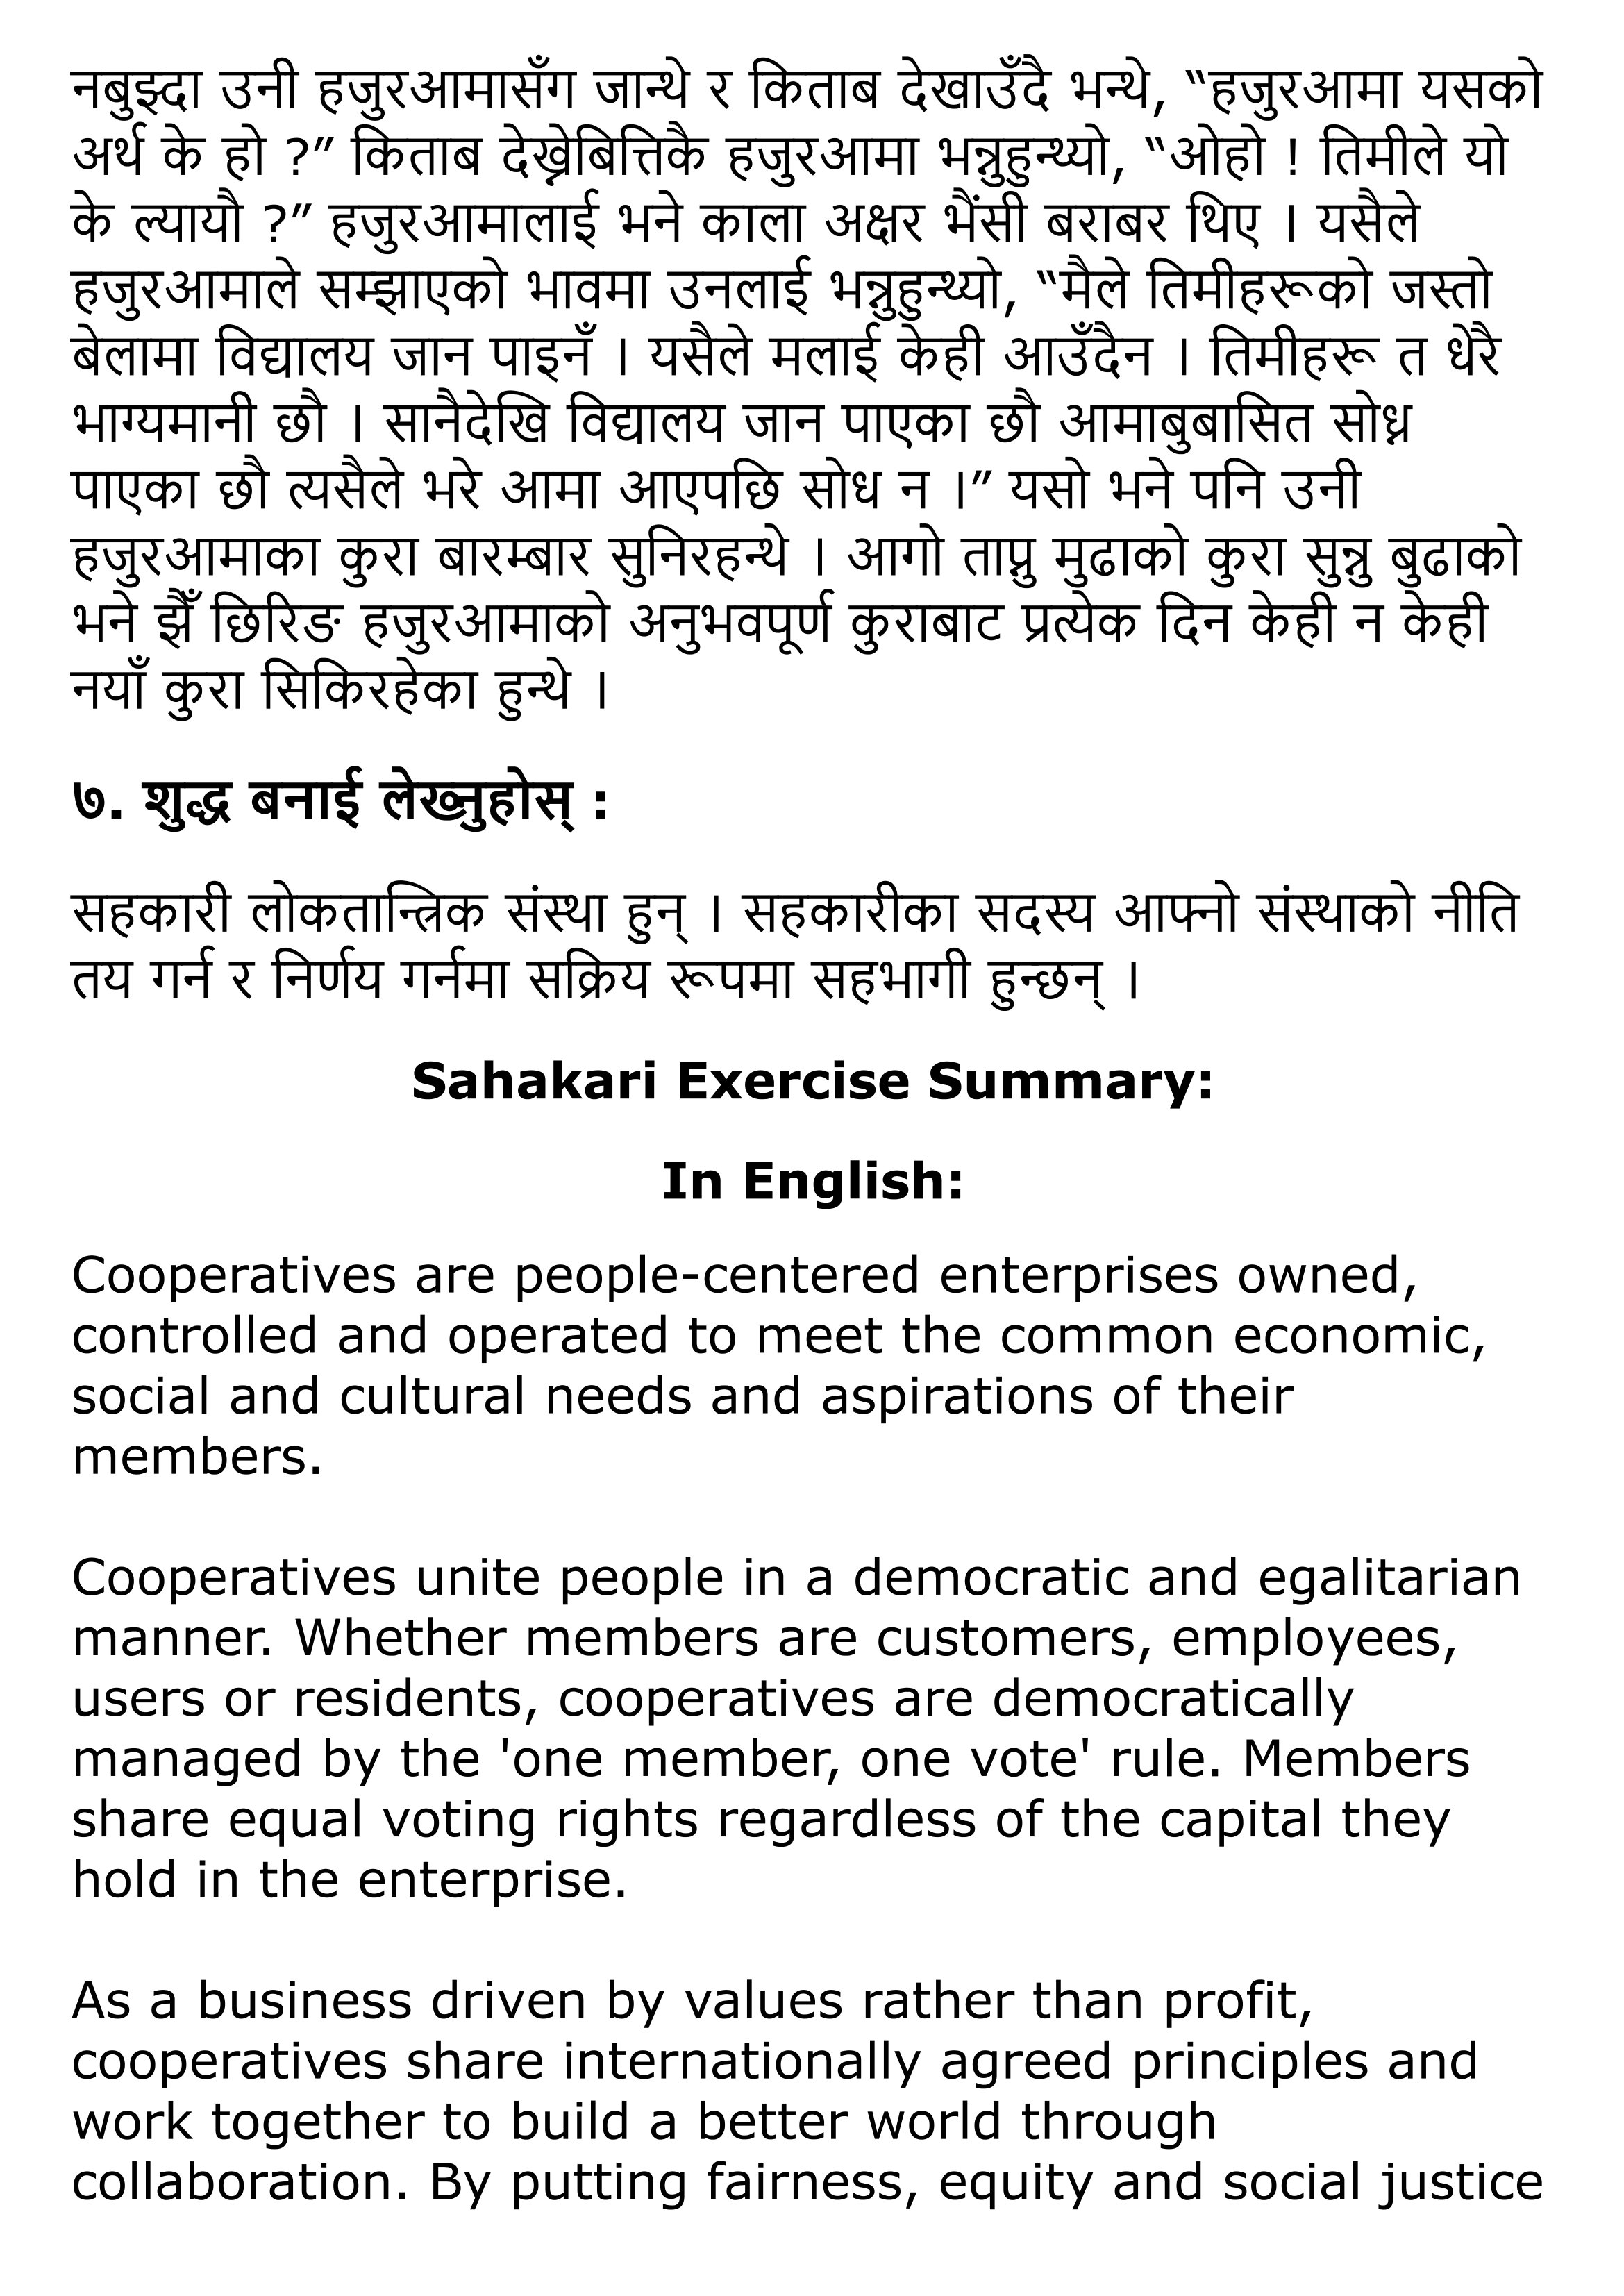 नबुझ्दा उनी हजुरआमासँग जान्थे र किताब देखाउँदै भन्थे, “हजुरआमा यसको
अर्थ के हो ?” किताब देख्नेबित्तिकै हजुरआमा भन्नुहुन्थ्यो, “ओहो ! तिमीले यो
के ल्यायौ ?” हजुरआमालाई भने काला अक्षर भैंसी बराबर थिए । यसैले
हजुरआमाले सम्झाएको भावमा उनलाई भन्नुहुन्थ्यो, “मैले तिमीहरूको जस्तो
बेलामा विद्यालय जान पाइनँ । यसैले मलाई केही आउँदैन । तिमीहरू त धेरै
भाग्यमानी छौ । सानैदेखि विद्यालय जान पाएका छौ आमाबुबासित सोध्न
पाएका छौ त्यसैले भरे आमा आएपछि सोध न ।” यसो भने पनि उनी
हजुरआमाका कुरा बारम्बार सुनिरहन्थे । आगो ताप्नु मुढाको कुरा सुन्नु बुढाको
भने झैँ छिरिङ हजुरआमाको अनुभवपूर्ण कुराबाट प्रत्येक दिन केही न केही
नयाँ कुरा सिकिरहेका हुन्थे ।
७. शुद्ध बनाई लेख्नुहोस् :
सहकारी लोकतान्त्रिक संस्था हुन् । सहकारीका सदस्य आफ्नो संस्थाको नीति
तय गर्न र निर्णय गर्नमा सक्रिय रूपमा सहभागी हुन्छन् ।
Sahakari Exercise Summary:
In English:
Cooperatives are people-centered enterprises owned,
controlled and operated to meet the common economic,
social and cultural needs and aspirations of their
members.
Cooperatives unite people in a democratic and egalitarian
manner. Whether members are customers, employees,
users or residents, cooperatives are democratically
managed by the 'one member, one vote' rule. Members
share equal voting rights regardless of the capital they
hold in the enterprise.
As a business driven by values rather than profit,
cooperatives share internationally agreed principles and
work together to build a better world through
collaboration. By putting fairness, equity and social justice